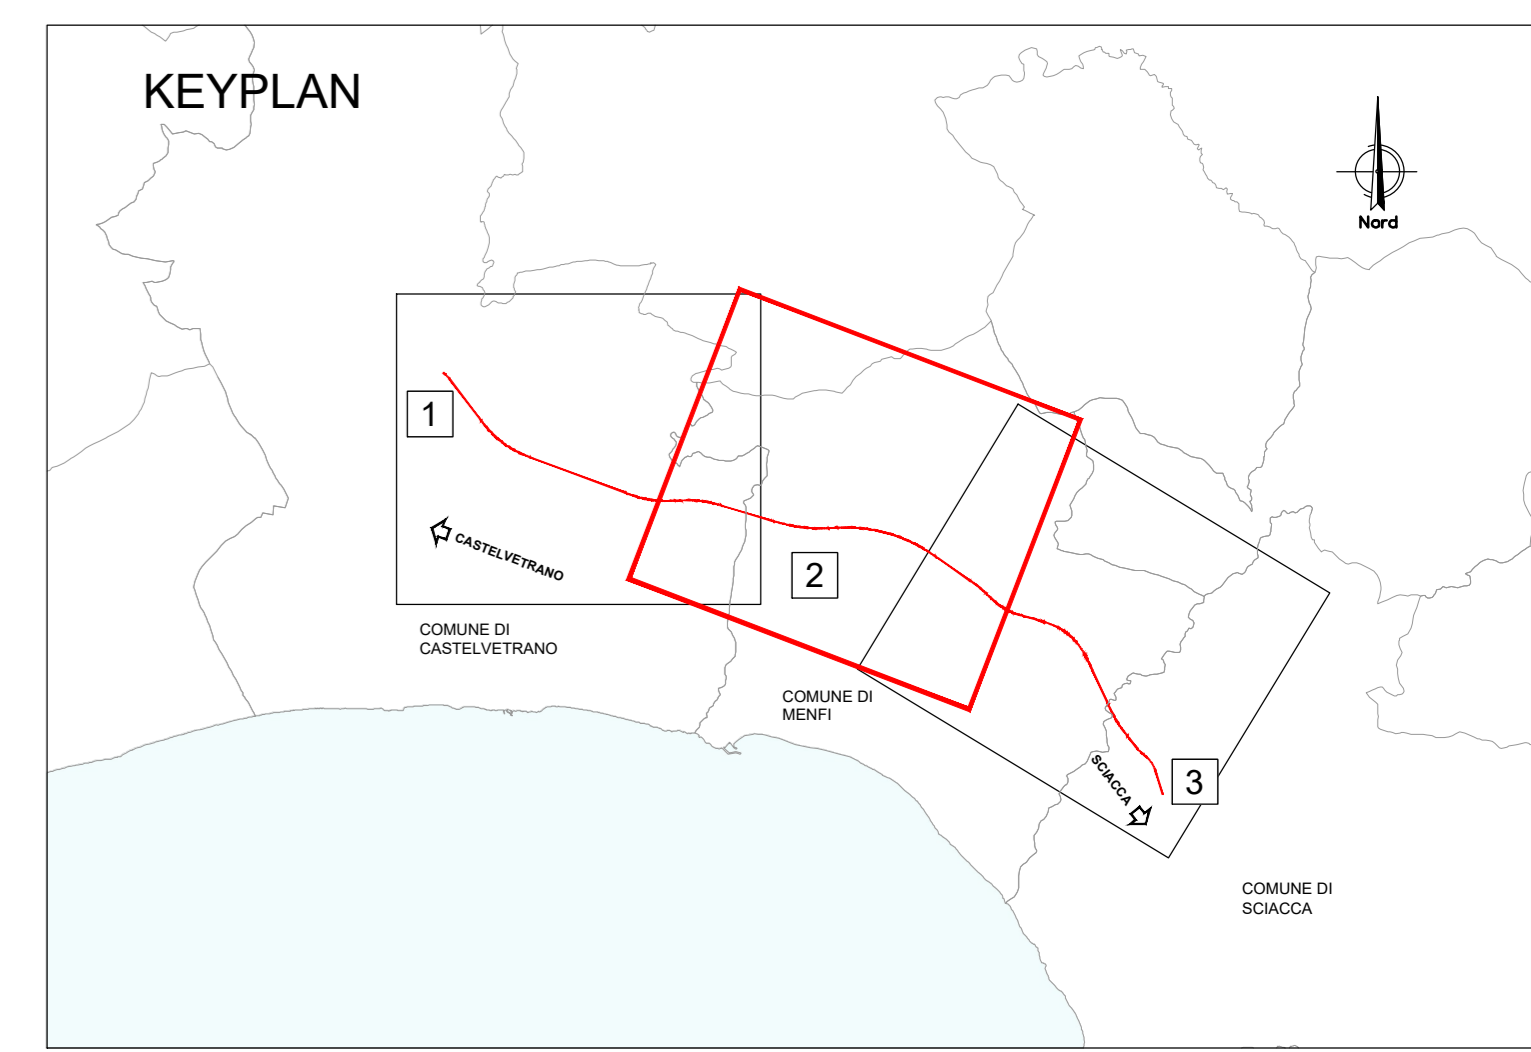 KEYPLAN
Nord
1
CASTELVETRANO
2
COMUNE DI
CASTELVETRANO
COMUNE DI
MENFI
SCIACCA
3
COMUNE DI
SCIACCA